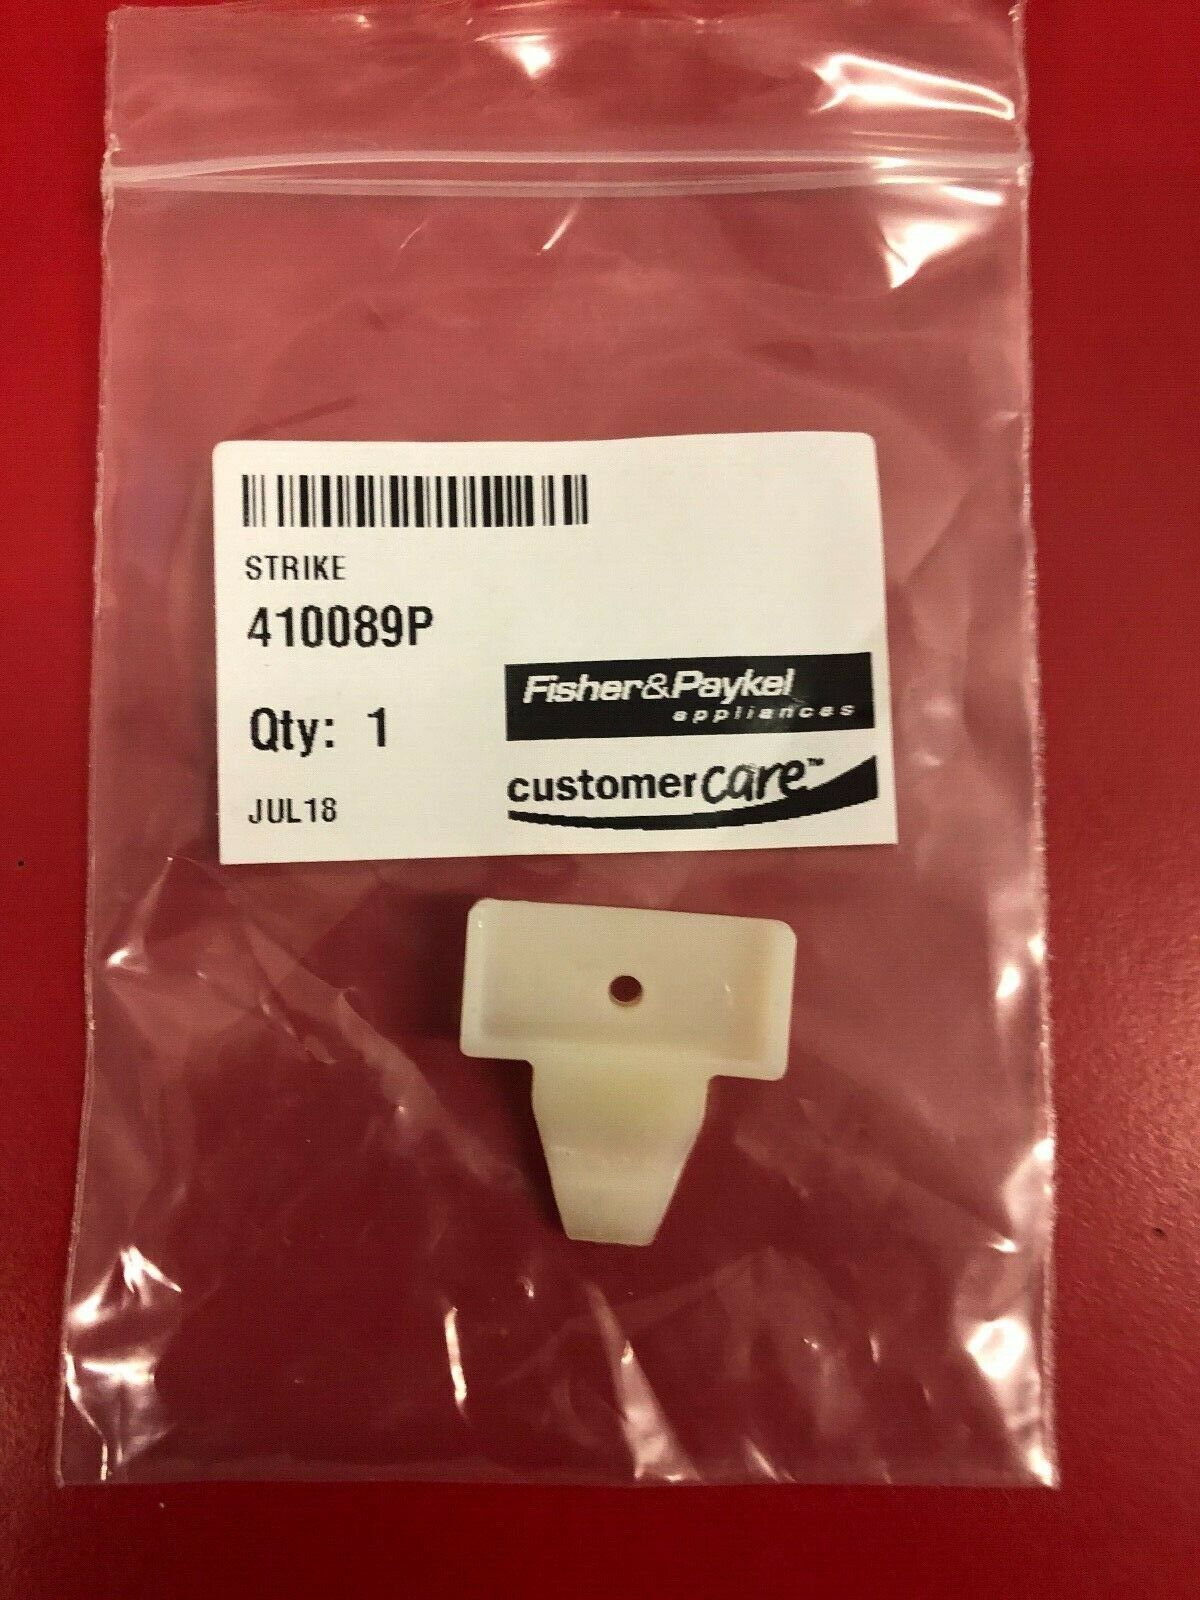 STRIKE
410089P
Fisher&Paykel
appliances
Qty: 1
customercare™
JUL18